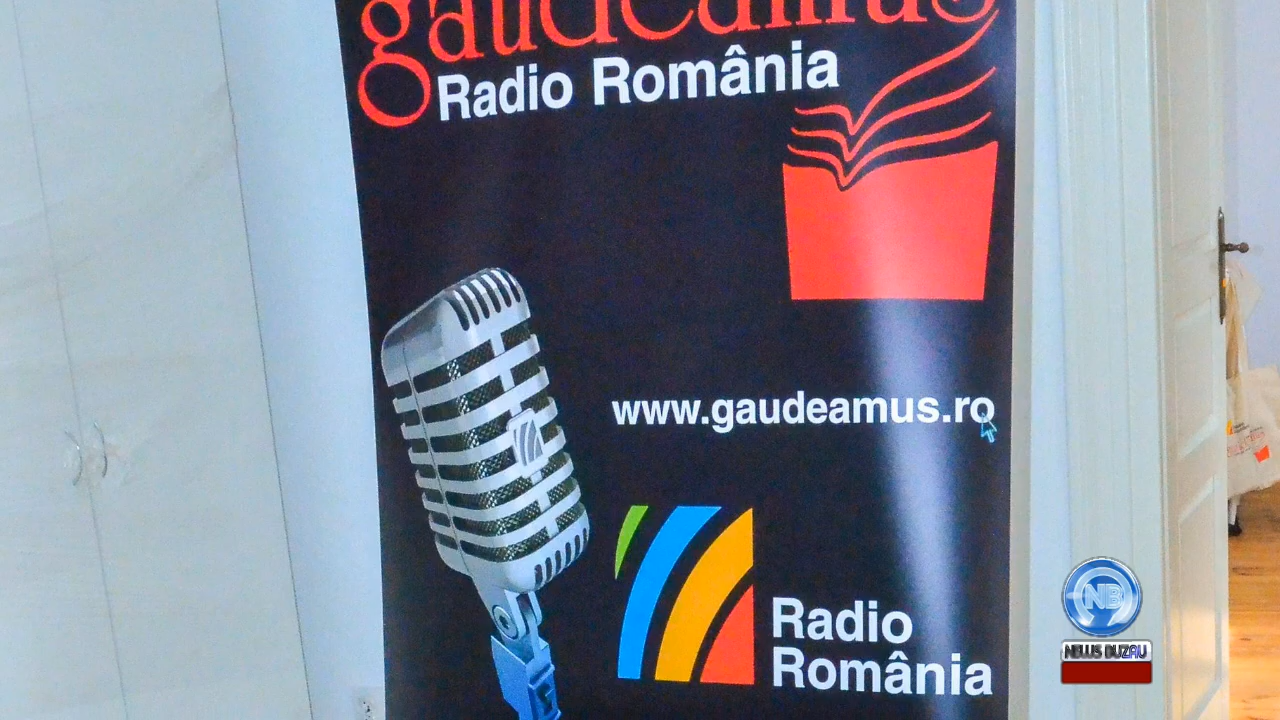 gaudeamus
Radio România
www.gaudeamus.ro
Radio
România
NB
NEWS BUZAU